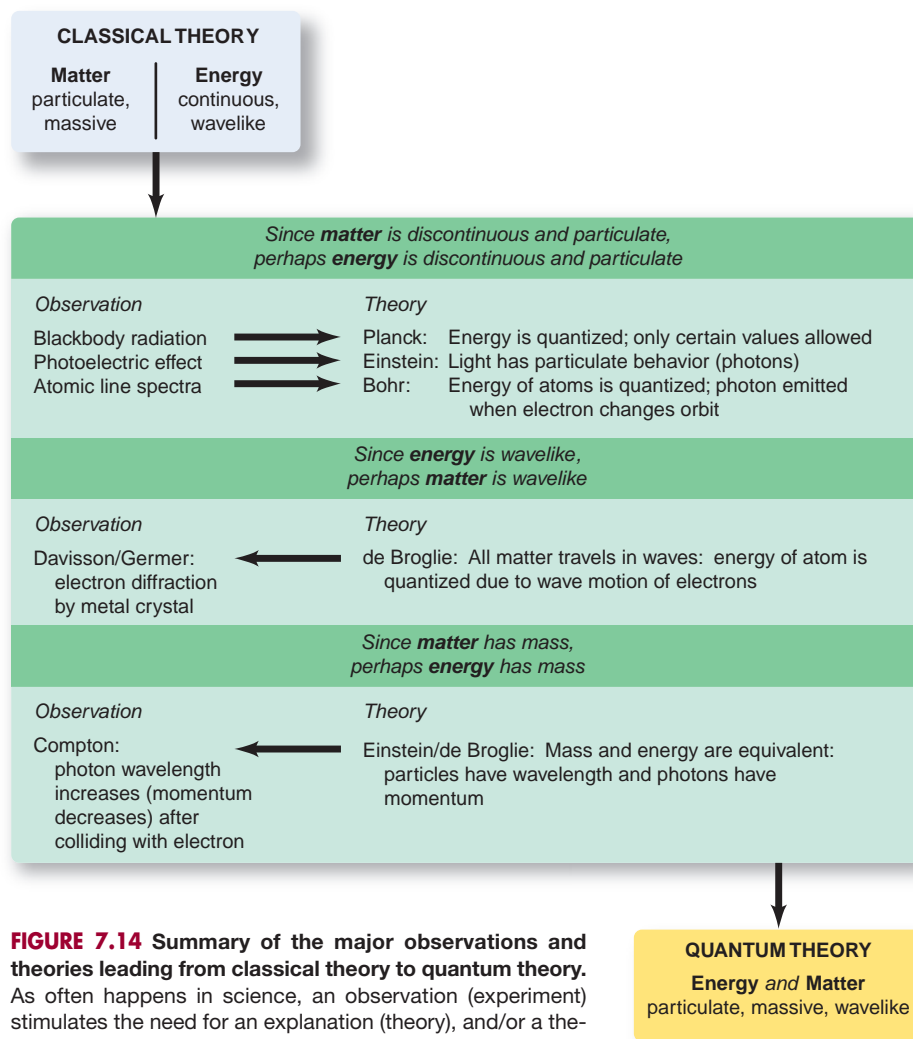 CLASSICAL THEORY
Matter
particulate,
massive
Energy
continuous,
wavelike
Since matter is discontinuous and particulate,
perhaps energy is discontinuous and particulate
Observation
Theory
Blackbody radiation
Planck: Energy is quantized; only certain values allowed
Photoelectric effect
Einstein: Light has particulate behavior (photons)
Atomic line spectra
Bohr: Energy of atoms is quantized; photon emitted
when electron changes orbit
Since energy is wavelike,
perhaps matter is wavelike
Observation
Theory
Davisson/Germer:
electron diffraction
by metal crystal
de Broglie: All matter travels in waves: energy of atom is
quantized due to wave motion of electrons
Since matter has mass,
perhaps energy has mass
Observation
Theory
Compton:
photon wavelength
increases (momentum
decreases) after
colliding with electron
Einstein/de Broglie: Mass and energy are equivalent:
particles have wavelength and photons have
momentum
FIGURE 7.14 Summary of the major observations and
theories leading from classical theory to quantum theory.
As often happens in science, an observation (experiment)
stimulates the need for an explanation (theory), and/or a the-
QUANTUM THEORY
Energy and Matter
particulate, massive, wavelike